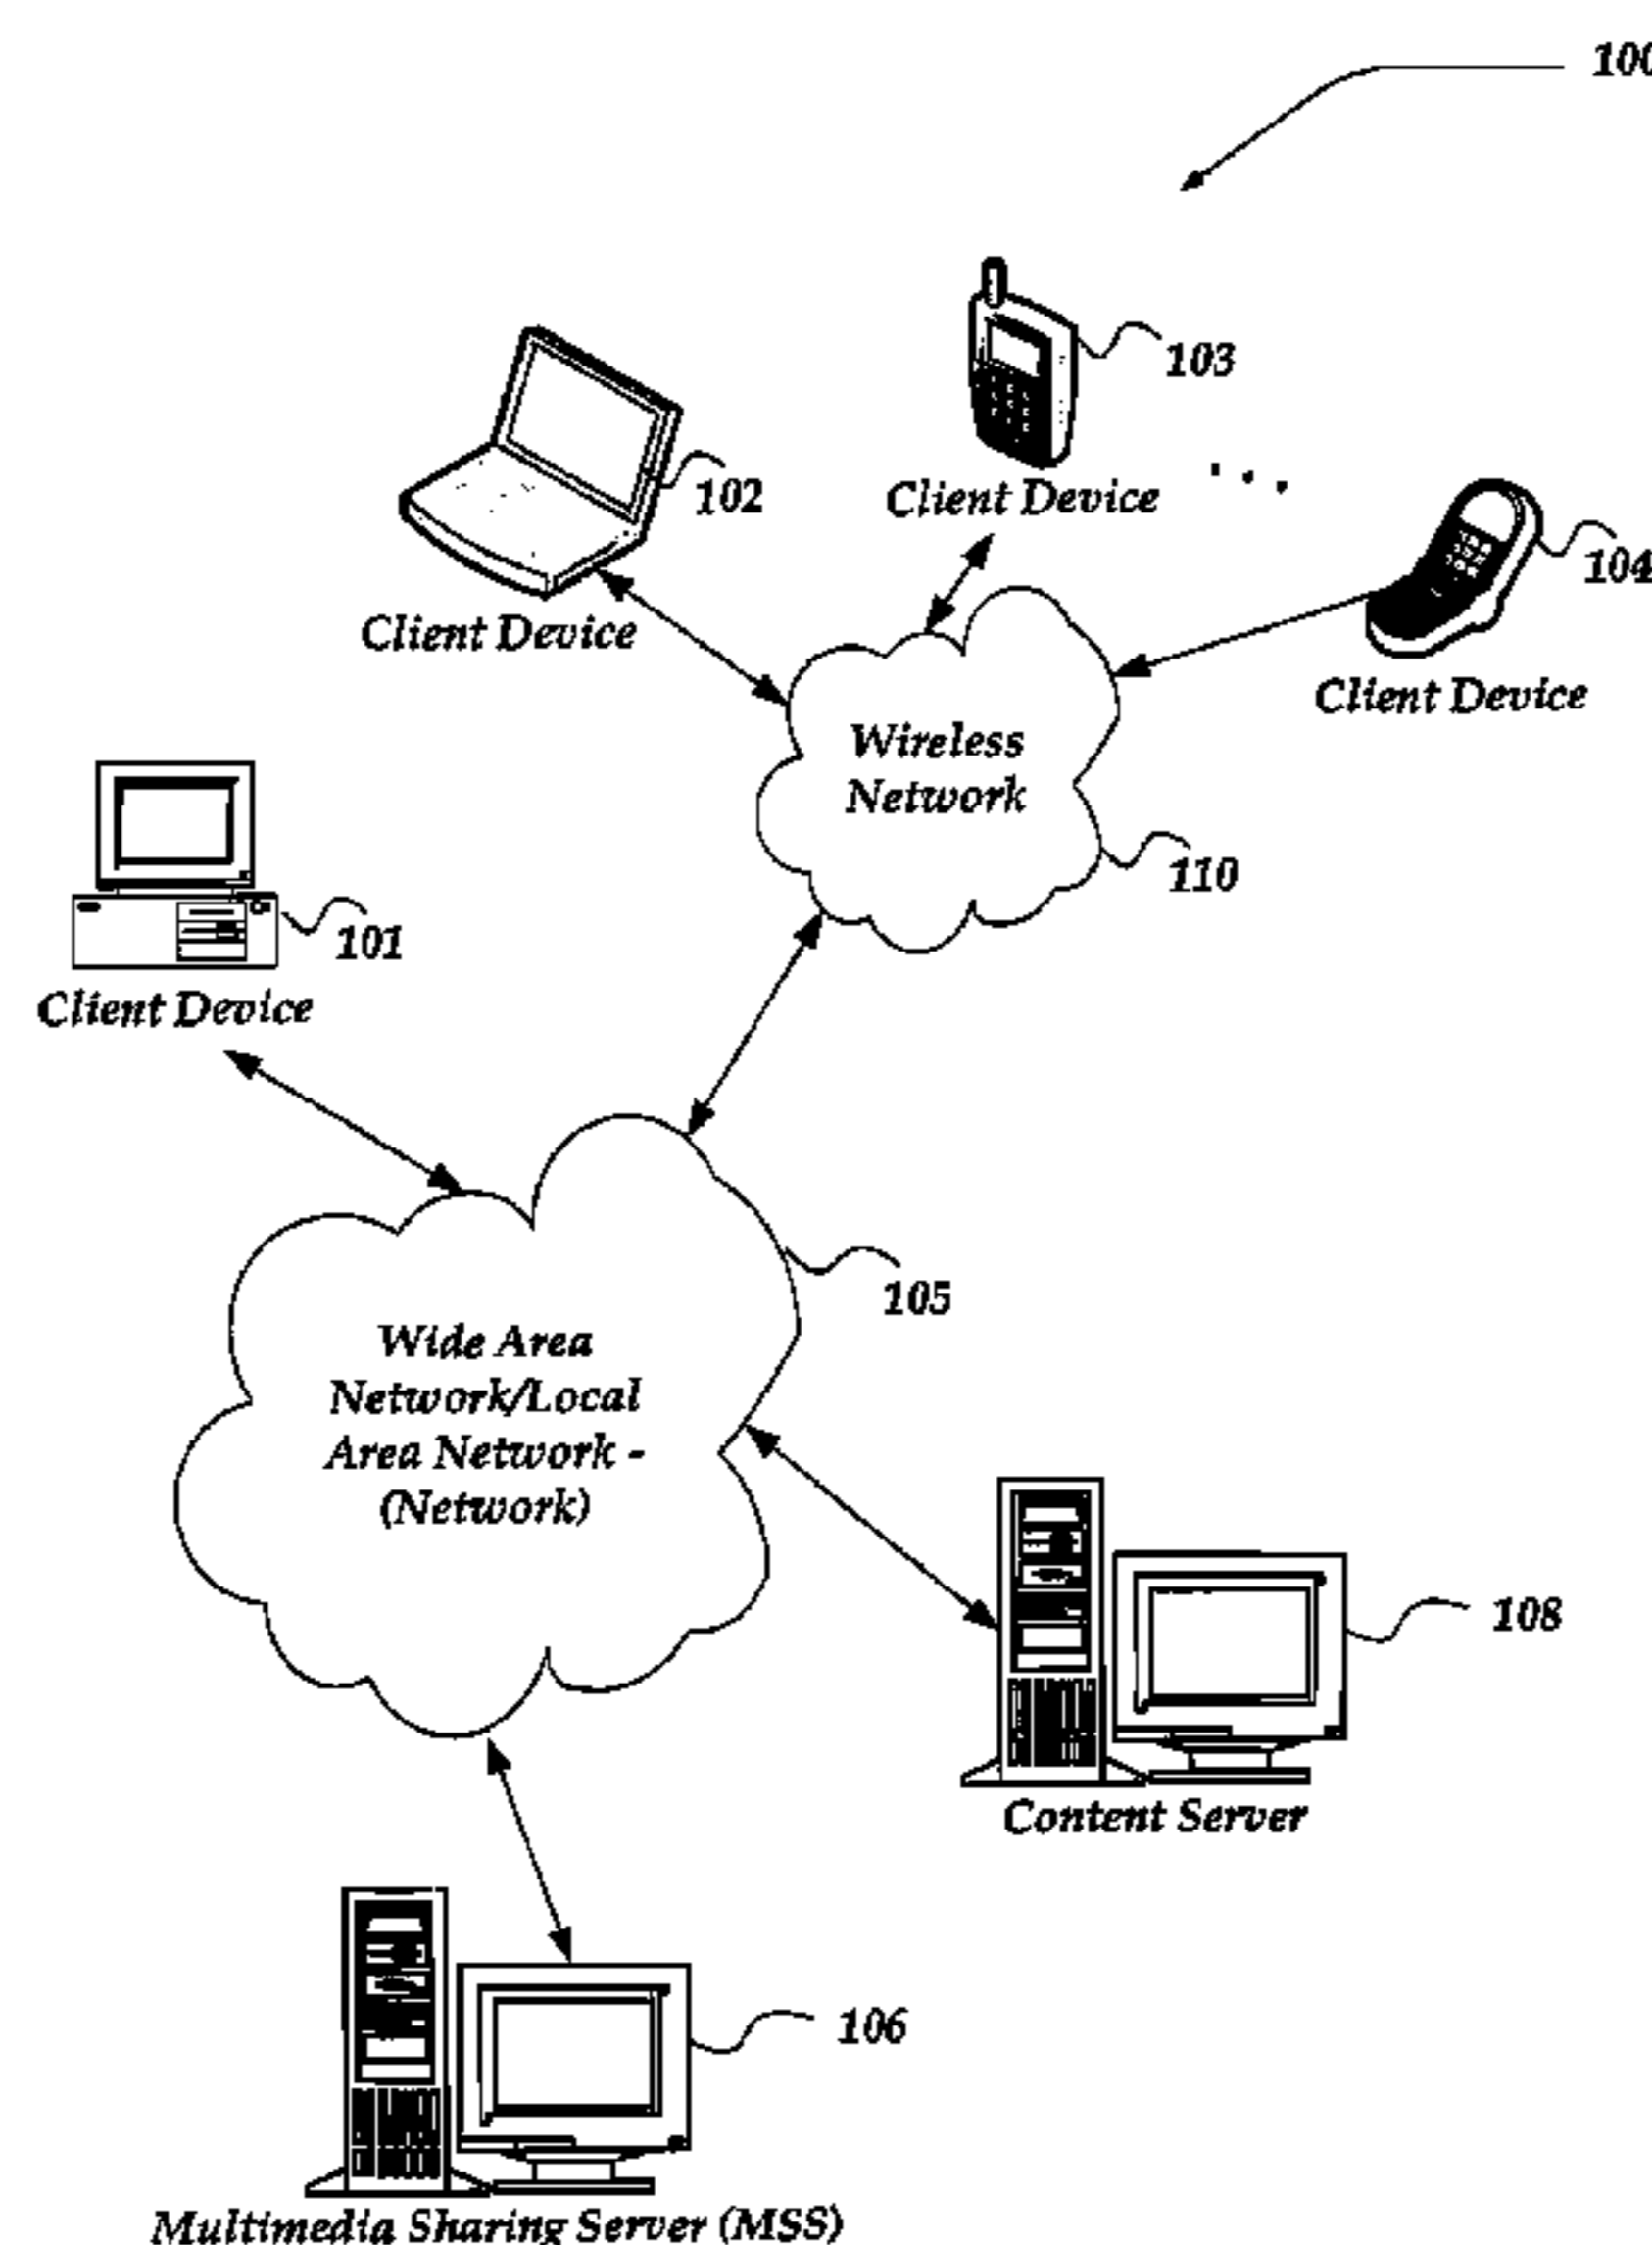 100
103
102
Client Device
104
Client Device
Client Device
Wireless
Network
110
101
Client Device
105
Wide Area
Network/Local
Area Network -
(Network)
108
Content Server
106
Multimedia Sharing Server (MSS)